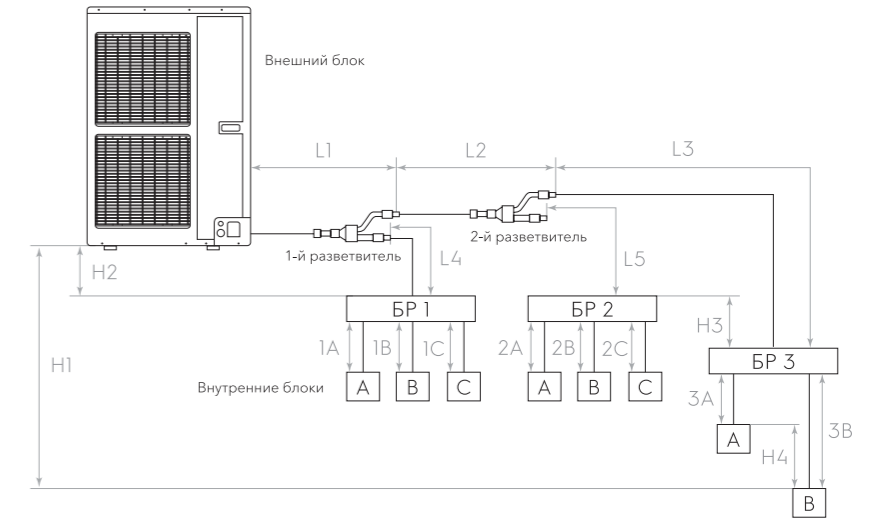 Внешний блок
L1
L2
L3
1-й разветвитель
2-й разветвитель
L4
L5
H2
H1
H3
БР 1
БР 2
БР 3
1A
1B
1C
2A
2B
2C
3A
3B
H4
Внутренние блоки
A
B
C
A
B
C
A
B